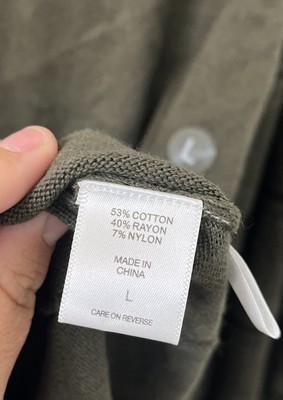 L
53% COTTON
40% RAYON
7% NYLON
MADE IN
CHINA
L
CARE ON REVERSE